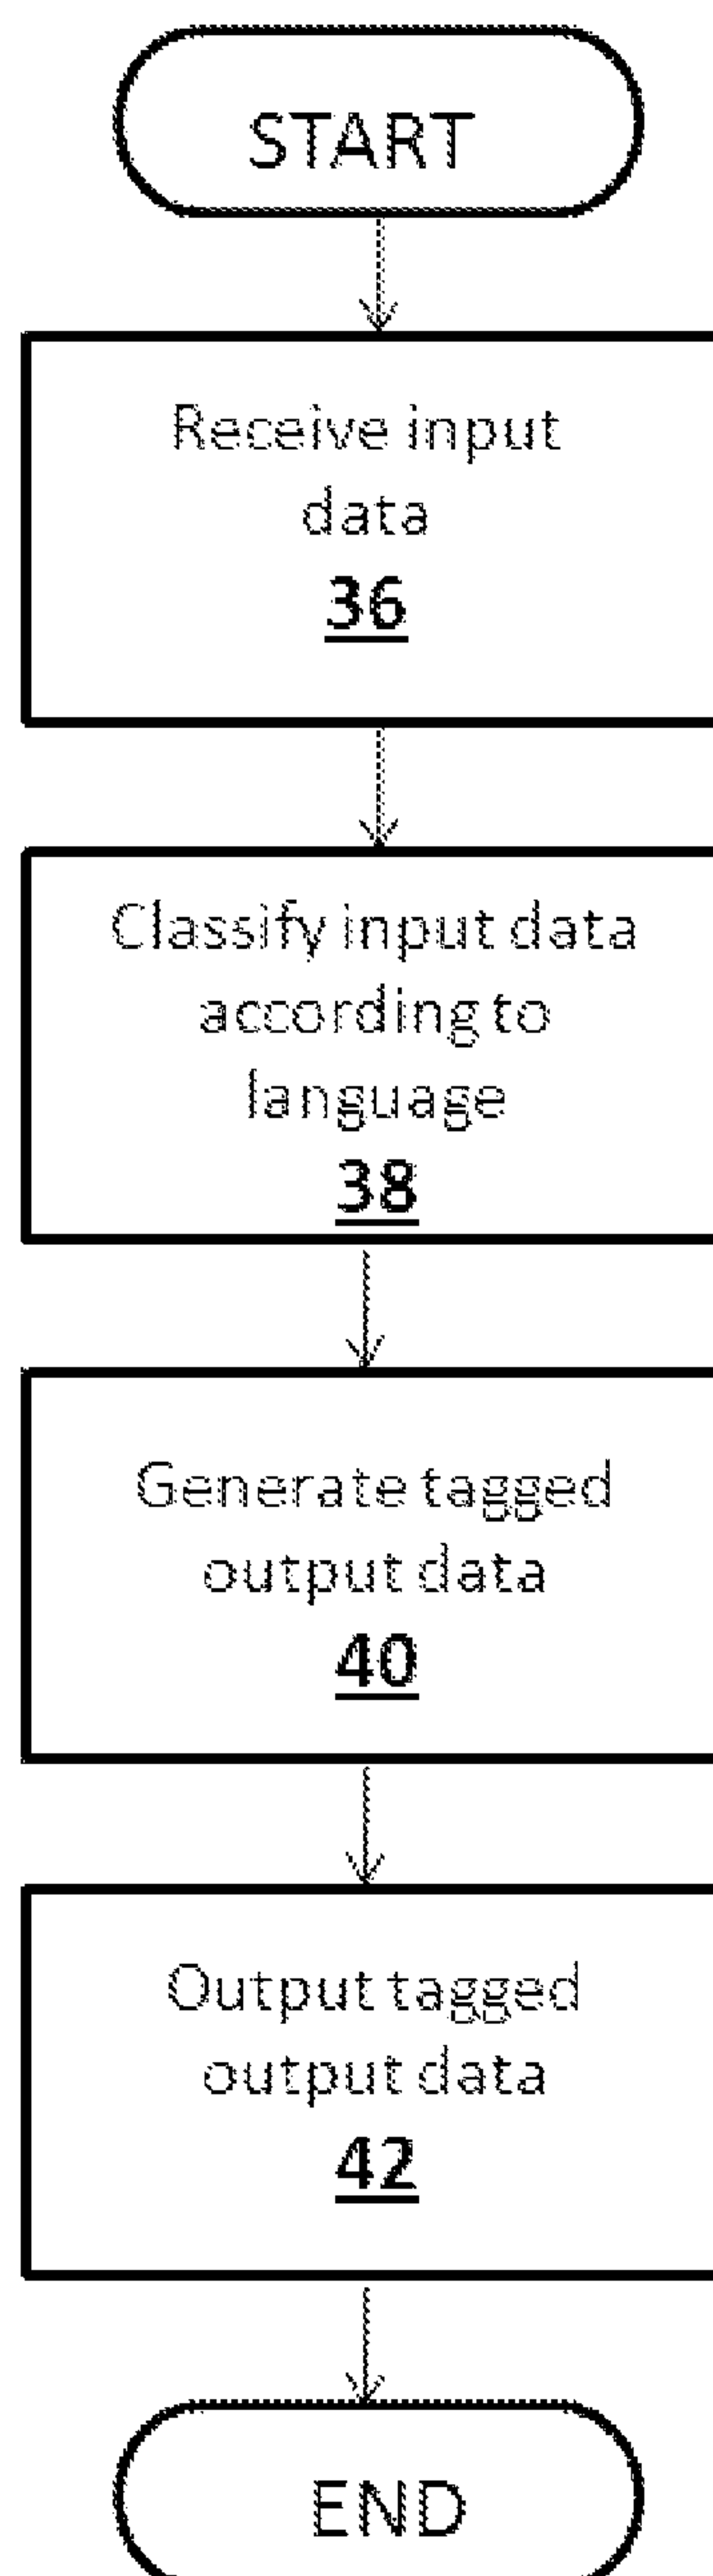 START
Receive input
data
36
Classify input data
according to
language
38
Generate tagged
output data
40
Output tagged
output data
42
END